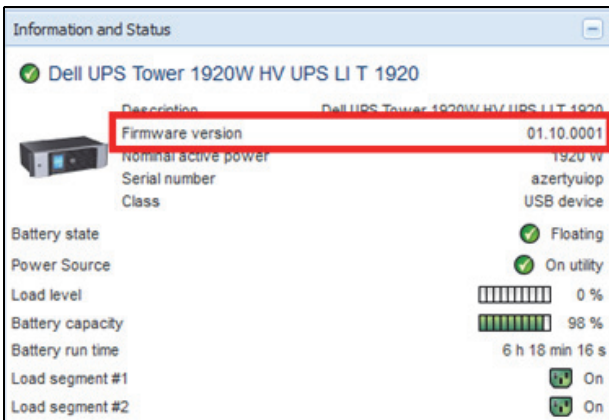 Information and Status
Dell UPS Tower 1920W HV UPS LI T 1920
Description Dell UPS Tower 1920W HV UPS LI T 1920
Firmware version 01.10.0001
Nominal active power 1920 W
Serial number azertyuiop
Class USB device
Battery state Floating
Power Source On utility
Load level 0 %
Battery capacity 98 %
Battery run time 6 h 18 min 16 s
Load segment #1 On
Load segment #2 On